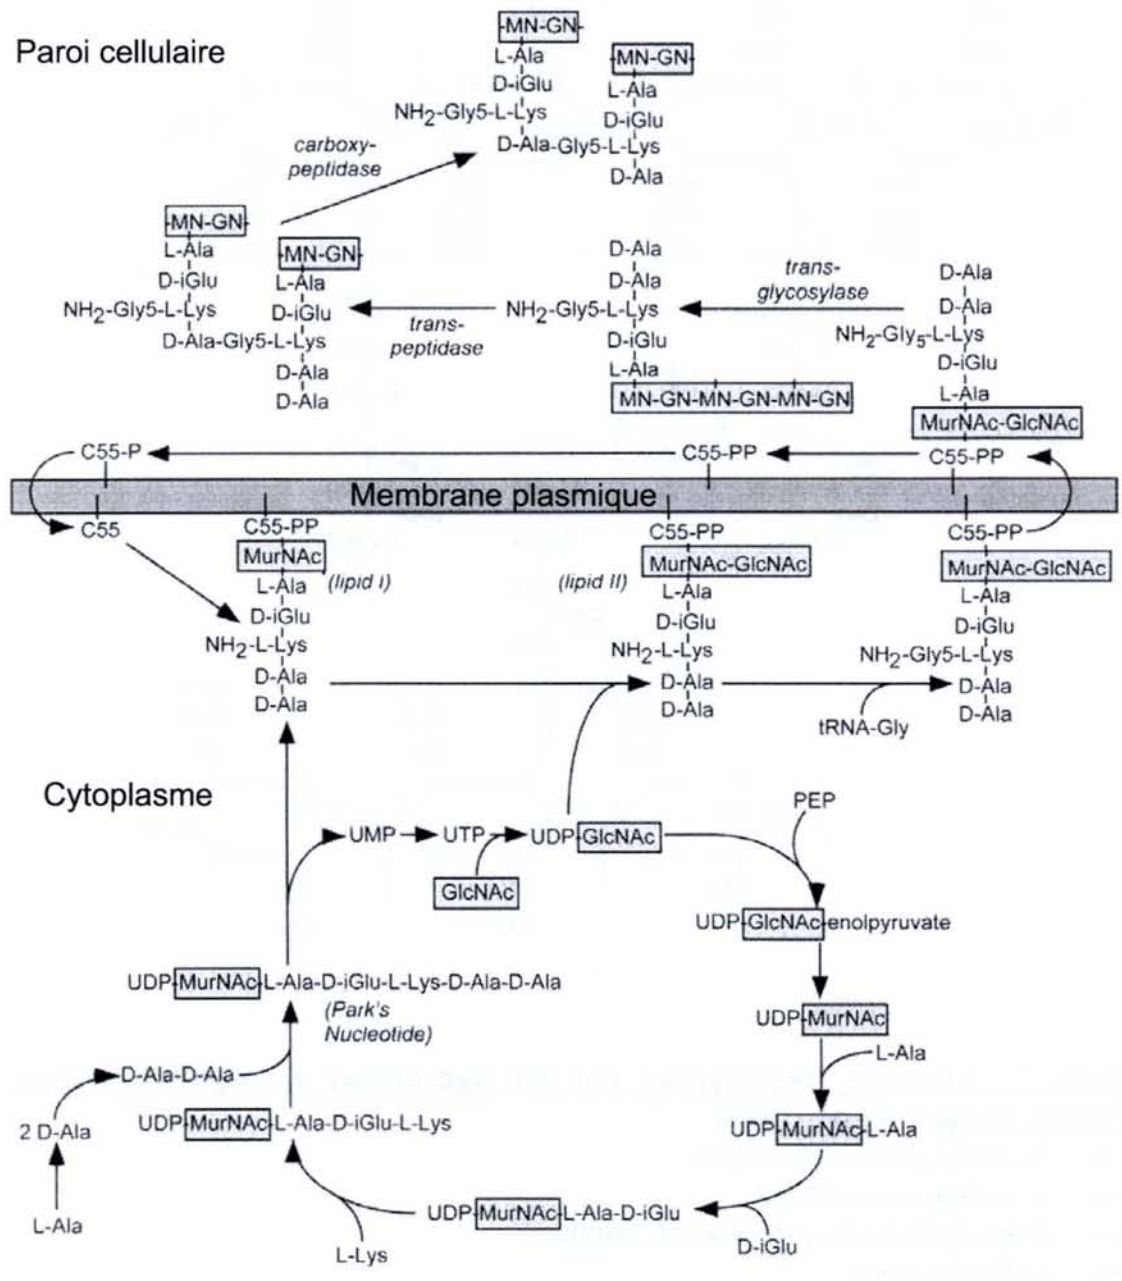 Paroi cellulaire
-MN-GN-
L-Ala
D-iGlu
NH2-Gly5-L-Lys
D-Ala-Gly5-L-Lys
-MN-GN-
L-Ala
D-iGlu
D-Ala
carboxy-
peptidase
-MN-GN-
L-Ala
D-iGlu
NH2-Gly5-L-Lys
D-Ala-Gly5-L-Lys
-MN-GN-
L-Ala
D-iGlu
D-Ala
D-Ala
trans-
peptidase
D-Ala
D-Ala
NH2-Gly5-L-Lys
D-iGlu
L-Ala
MN-GN-MN-GN-MN-GN
trans-
glycosylase
D-Ala
D-Ala
NH2-Gly5-L-Lys
D-iGlu
L-Ala
MurNAc-GlcNAc
C55-P
C55-PP
C55-PP
Membrane plasmique
C55
C55-PP
MurNAc
(lipid I)
L-Ala
D-iGlu
NH2-L-Lys
D-Ala
D-Ala
C55-PP
MurNAc-GlcNAc
(lipid II)
L-Ala
D-iGlu
NH2-L-Lys
D-Ala
D-Ala
C55-PP
MurNAc-GlcNAc
L-Ala
D-iGlu
NH2-Gly5-L-Lys
D-Ala
D-Ala
tRNA-Gly
Cytoplasme
UMP
UTP
UDP-GlcNAc
GlcNAc
PEP
UDP-GlcNAc-enolpyruvate
UDP-MurNAc
L-Ala
UDP-MurNAc-L-Ala
D-iGlu
UDP-MurNAc-L-Ala-D-iGlu
L-Lys
UDP-MurNAc-L-Ala-D-iGlu-L-Lys
L-Ala
2 D-Ala
D-Ala-D-Ala
UDP-MurNAc-L-Ala-D-iGlu-L-Lys-D-Ala-D-Ala
(Park's
Nucleotide)